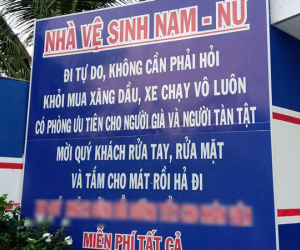 NHÀ VỆ SINH NAM - NỮ
ĐI TỰ DO, KHÔNG CẦN PHẢI HỎI
KHỎI MUA XĂNG DẦU, XE CHẠY VÔ LUÔN
CÓ PHÒNG ƯU TIÊN CHO NGƯỜI GIÀ VÀ NGƯỜI TÀN TẬT
MỜI QUÝ KHÁCH RỬA TAY, RỬA MẶT
VÀ TẮM CHO MÁT RỒI HẢ ĐI
MIỄN PHÍ TẤT CẢ